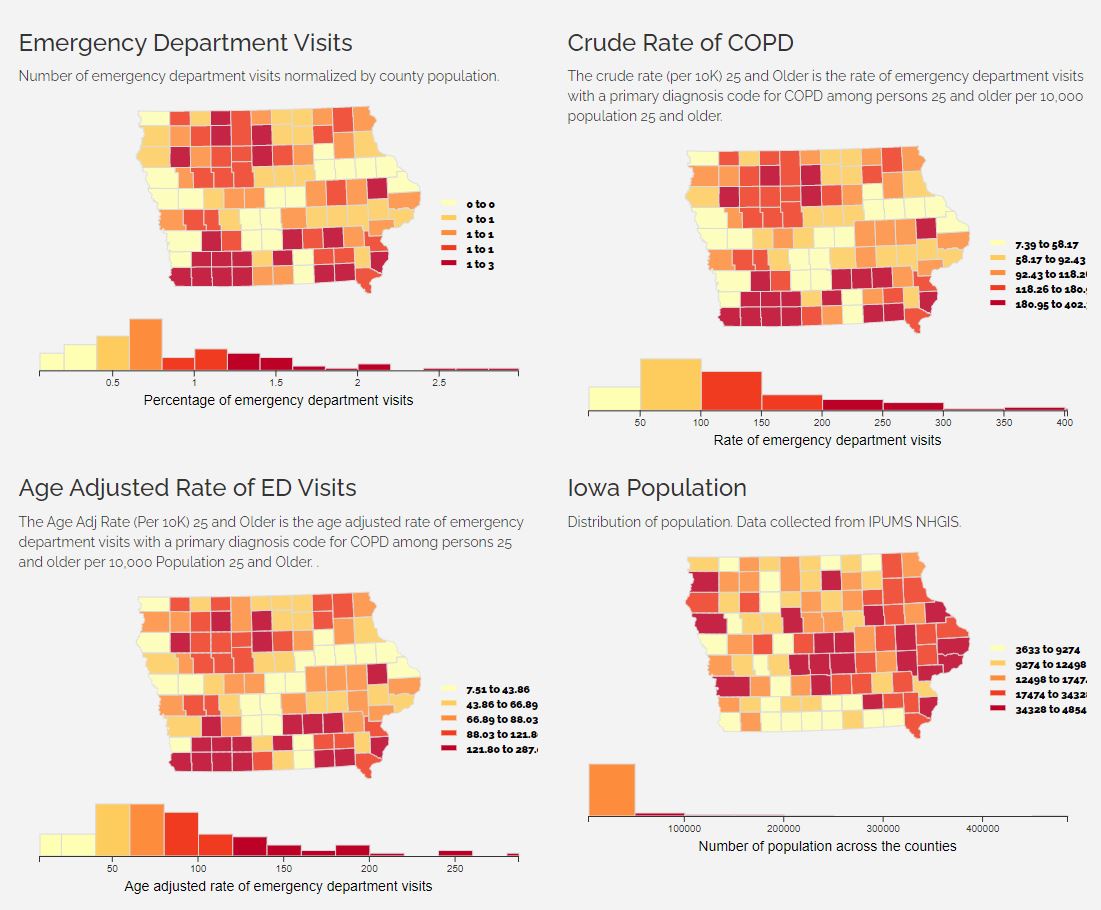 Emergency Department Visits
Number of emergency department visits normalized by county population.
0 to 0
0 to 1
1 to 1
1 to 1
1 to 3
0.5 1 1.5 2 2.5
Percentage of emergency department visits
Crude Rate of COPD
The crude rate (per 10K) 25 and Older is the rate of emergency department visits
with a primary diagnosis code for COPD among persons 25 and older per 10,000
population 25 and older.
7.39 to 58.17
58.17 to 92.43
92.43 to 118.2
118.26 to 180.
180.95 to 402.
50 100 150 200 250 300 350 400
Rate of emergency department visits
Age Adjusted Rate of ED Visits
The Age Adj Rate (Per 10K) 25 and Older is the age adjusted rate of emergency
department visits with a primary diagnosis code for COPD among persons 25
and older per 10,000 Population 25 and Older. .
7.51 to 43.86
43.86 to 66.89
66.89 to 88.03
88.03 to 121.8
121.80 to 287.
50 100 150 200 250
Age adjusted rate of emergency department visits
Iowa Population
Distribution of population. Data collected from IPUMS NHGIS.
3633 to 9274
9274 to 12498
12498 to 1747
17474 to 3432
34328 to 4854
100000 200000 300000 400000
Number of population across the counties